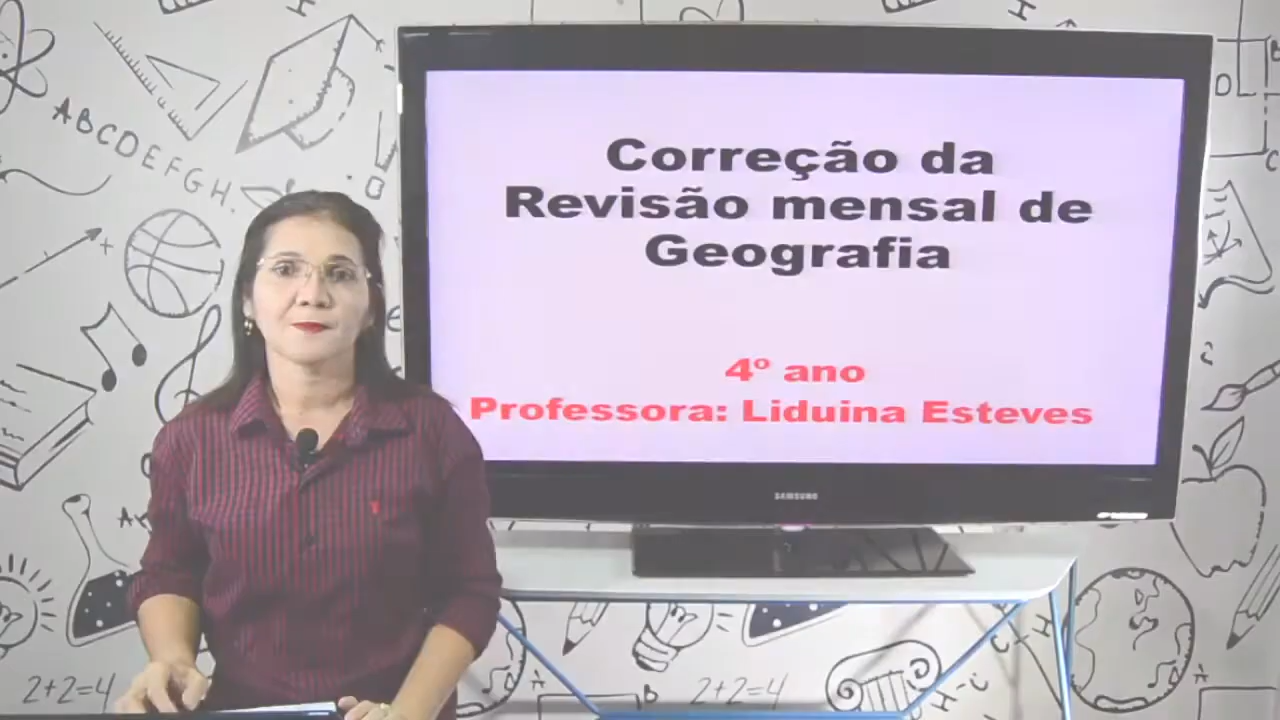 Correção da
Revisão mensal de
Geografia
4º ano
Professora: Liduina Esteves
SAMSUNG
ABCDEFGH.
2+2=4
2+2=4